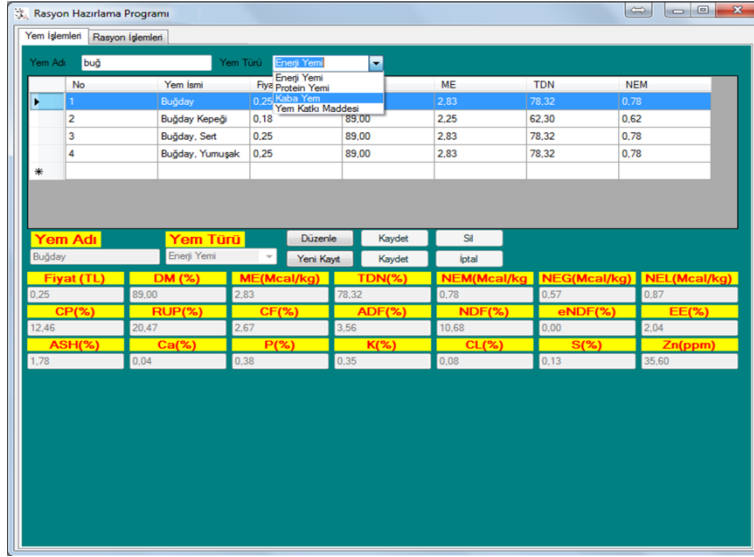 Rasyon Hazırlama Programı
Yem İşlemleri Rasyon İşlemleri
Yem Adı buğ Yem Türü Enerji Yemi
Enerji Yemi
Protein Yemi
Kaba Yem
Yem Katkı Maddesi
No Yem İsmi ME TDN NEM
1 Buğday 0,25 2,83 78,32 0,78
2 Buğday Kepeği 0,18 89,00 2,25 62,30 0,62
3 Buğday, Sert 0,25 89,00 2,83 78,32 0,78
4 Buğday, Yumuşak 0,25 89,00 2,83 78,32 0,78
Yem Adı Yem Türü Düzenle Kaydet Sil
Buğday Enerji Yemi Yeni Kayıt Kaydet İptal
Fiyat (TL) DM (%) ME(Mcal/kg) TDN(%) NEM(Mcal/kg NEG(Mcal/kg) NEL(Mcal/kg)
0,25 89,00 2,83 78,32 0,78 0,57 0,87
CP(%) RUP(%) CF(%) ADF(%) NDF(%) eNDF(%) EE(%)
12,46 20,47 2,67 3,56 10,68 0,00 2,04
ASH(%) Ca(%) P(%) K(%) CL(%) S(%) Zn(ppm)
1,78 0,04 0,38 0,35 0,08 0,13 35,60